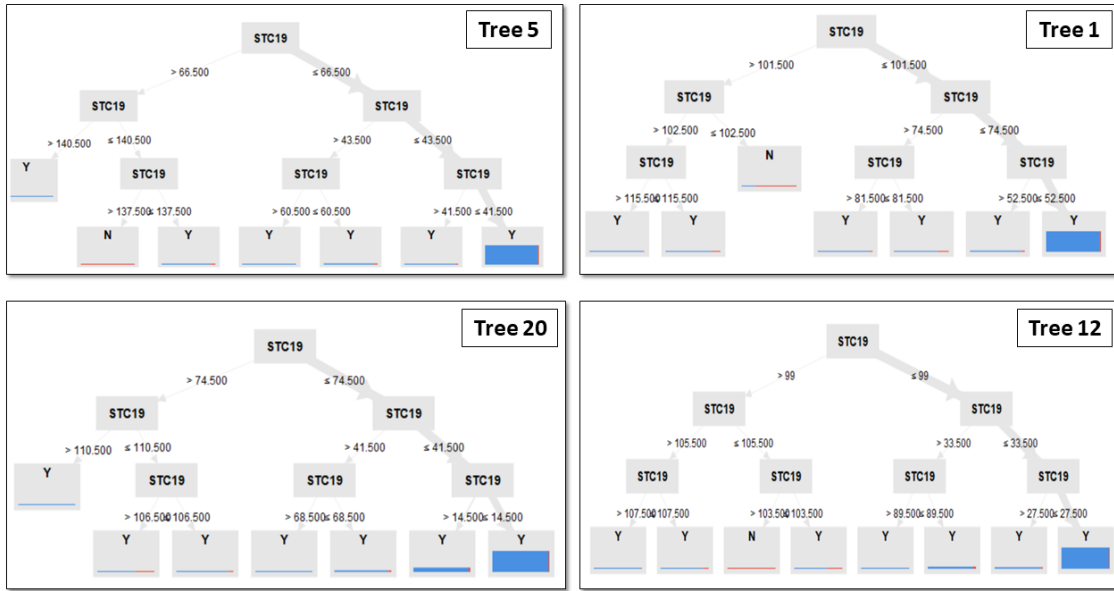 Tree 5
STC19
> 66.500 ≤ 66.500
STC19 STC19
> 140.500 ≤ 140.500 > 43.500 ≤ 43.500
Y STC19 STC19 STC19
> 137.500 ≤ 137.500 > 60.500 ≤ 60.500 > 41.500 ≤ 41.500
N Y Y Y Y Y
Tree 1
STC19
> 101.500 ≤ 101.500
STC19 STC19
> 102.500 ≤ 102.500 > 74.500 ≤ 74.500
STC19 N STC19 STC19
> 115.500 115.500 > 81.500 ≤ 81.500 > 52.500 ≤ 52.500
Y Y Y Y Y Y
Tree 20
STC19
> 74.500 ≤ 74.500
STC19 STC19
> 110.500 ≤ 110.500 > 41.500 ≤ 41.500
Y STC19 STC19 STC19
> 106.500 106.500 > 68.500 ≤ 68.500 > 14.500 ≤ 14.500
Y Y Y Y Y Y
Tree 12
STC19
> 99 ≤ 99
STC19 STC19
> 105.500 ≤ 105.500 > 33.500 ≤ 33.500
STC19 STC19 STC19 STC19
> 107.500 107.500 > 103.500 103.500 > 89.500 ≤ 89.500 > 27.500 ≤ 27.500
Y Y N Y Y Y Y Y